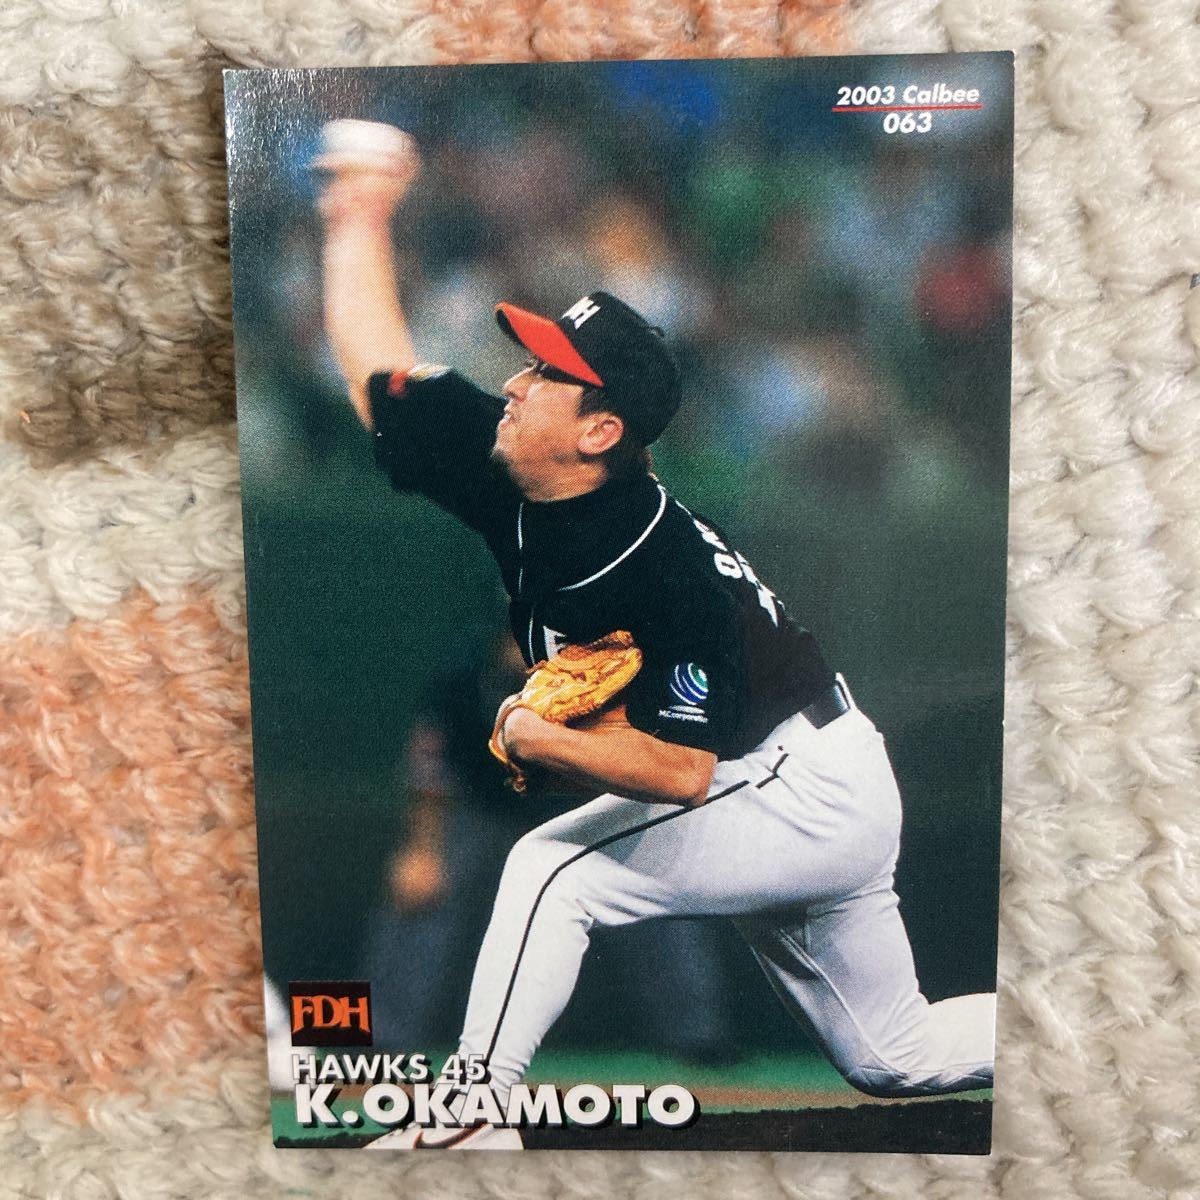 2003 Calbee
063
FDH
HAWKS 45
K.OKAMOTO